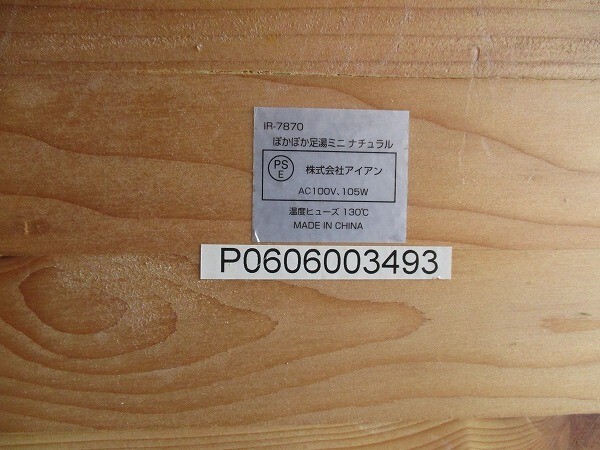 IR-7870
ぽかぽか足湯ミニ ナチュラル
PS
E
株式会社アイアン
AC100V、105W
温度ヒューズ 130℃
MADE IN CHINA
P0606003493